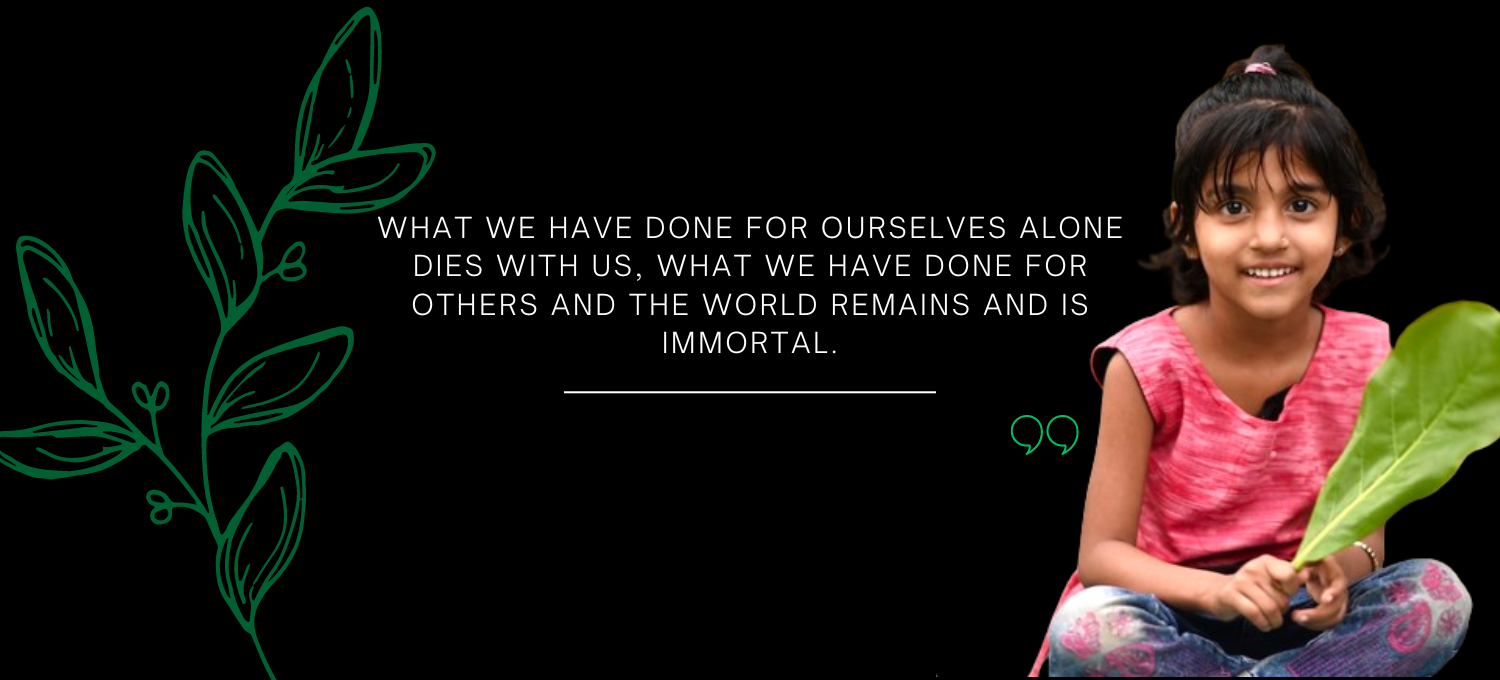 WHAT WE HAVE DONE FOR OURSELVES ALONE
DIES WITH US, WHAT WE HAVE DONE FOR
OTHERS AND THE WORLD REMAINS AND IS
IMMORTAL.